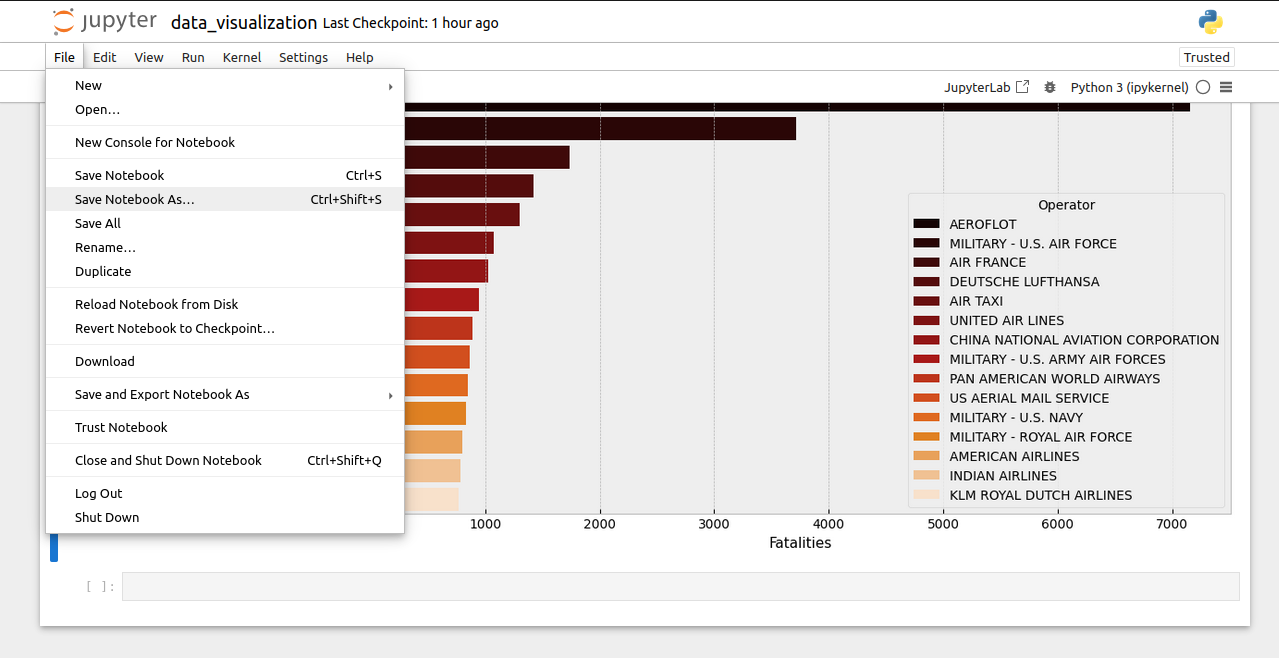 jupyter data_visualization Last Checkpoint: 1 hour ago
File Edit View Run Kernel Settings Help Trusted
JupyterLab Python 3 (ipykernel)
New
Open…
New Console for Notebook
Save Notebook Ctrl+S
Save Notebook As… Ctrl+Shift+S
Save All
Rename…
Duplicate
Reload Notebook from Disk
Revert Notebook to Checkpoint…
Download
Save and Export Notebook As
Trust Notebook
Close and Shut Down Notebook Ctrl+Shift+Q
Log Out
Shut Down
Operator
AEROFLOT
MILITARY - U.S. AIR FORCE
AIR FRANCE
DEUTSCHE LUFTHANSA
AIR TAXI
UNITED AIR LINES
CHINA NATIONAL AVIATION CORPORATION
MILITARY - U.S. ARMY AIR FORCES
PAN AMERICAN WORLD AIRWAYS
US AERIAL MAIL SERVICE
MILITARY - U.S. NAVY
MILITARY - ROYAL AIR FORCE
AMERICAN AIRLINES
INDIAN AIRLINES
KLM ROYAL DUTCH AIRLINES
1000 2000 3000 4000 5000 6000 7000
Fatalities
[ ]: